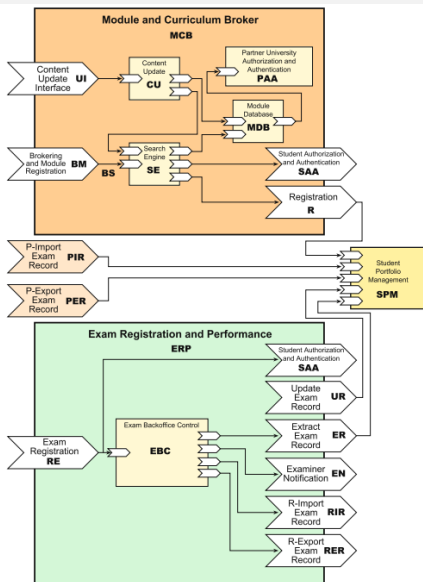 Module and Curriculum Broker
MCB
Content
Update
Interface
UI
Content
Update
CU
Partner University
Authorization and
Authentication
PAA
Module
Database
MDB
Brokering
and Module
Registration
BM
BS
Search
Engine
SE
Student Authorization
and Authentication
SAA
Registration
R
P-Import
Exam
Record
PIR
P-Export
Exam
Record
PER
Student
Portfolio
Management
SPM
Exam Registration and Performance
ERP
Student Authorization
and Authentication
SAA
Update
Exam
Record
UR
Exam
Registration
RE
Exam Backoffice Control
EBC
Extract
Exam
Record
ER
Examiner
Notification
EN
R-Import
Exam
Record
RIR
R-Export
Exam
Record
RER